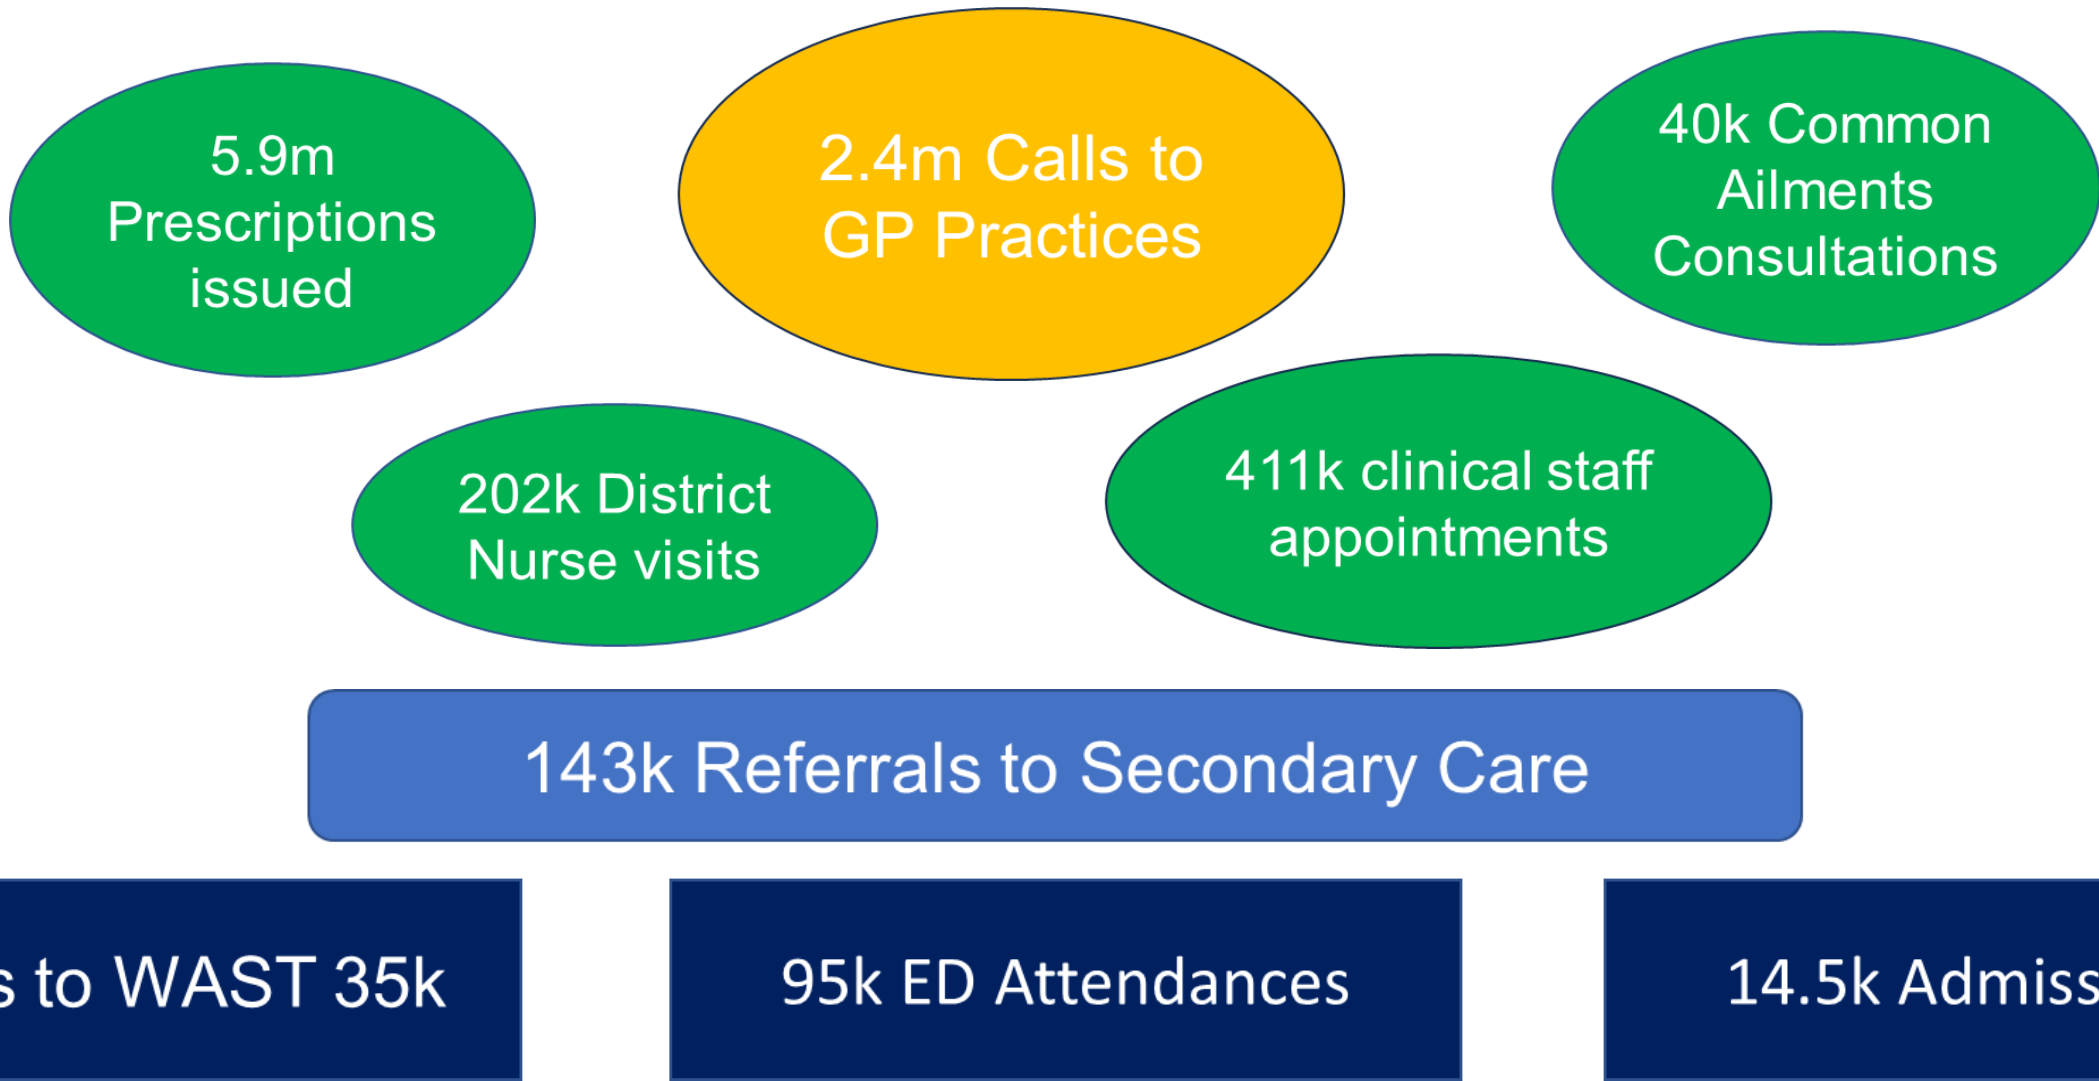 5.9m
Prescriptions
issued
2.4m Calls to
GP Practices
40k Common
Ailments
Consultations
202k District
Nurse visits
411k clinical staff
appointments
143k Referrals to Secondary Care
s to WAST 35k
95k ED Attendances
14.5k Admiss